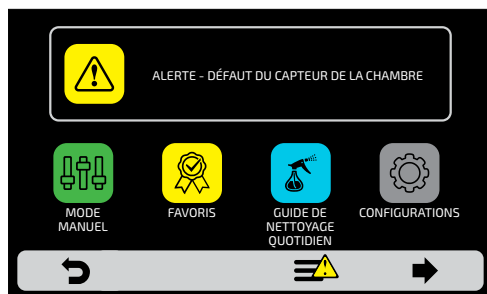 ALERTE - DÉFAUT DU CAPTEUR DE LA CHAMBRE
MODE
MANUEL
FAVORIS
GUIDE DE
NETTOYAGE
QUOTIDIEN
CONFIGURATIONS